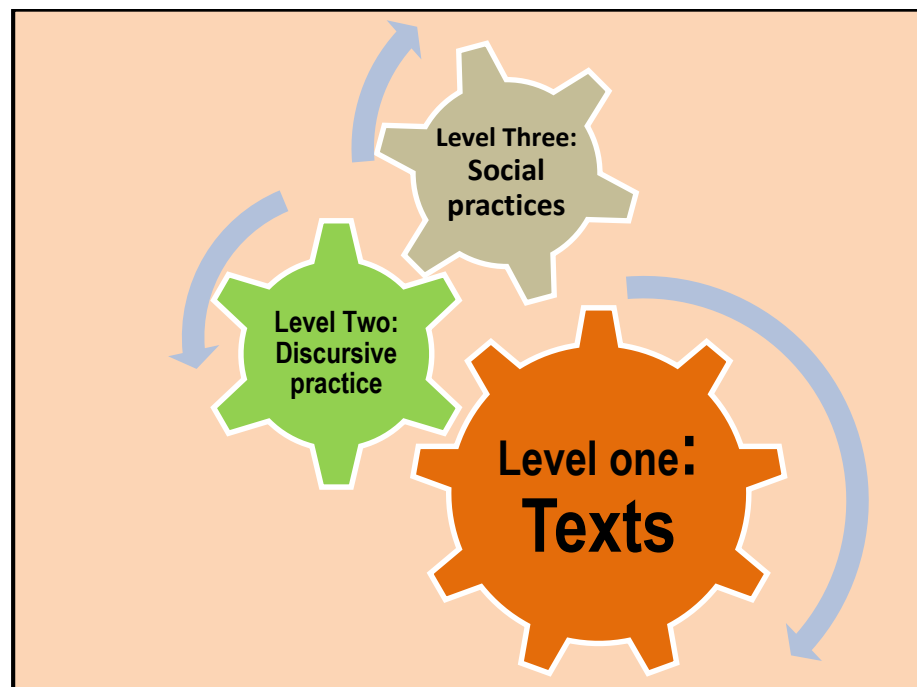 Level Three:
Social
practices
Level Two:
Discursive
practice
Level one:
Texts